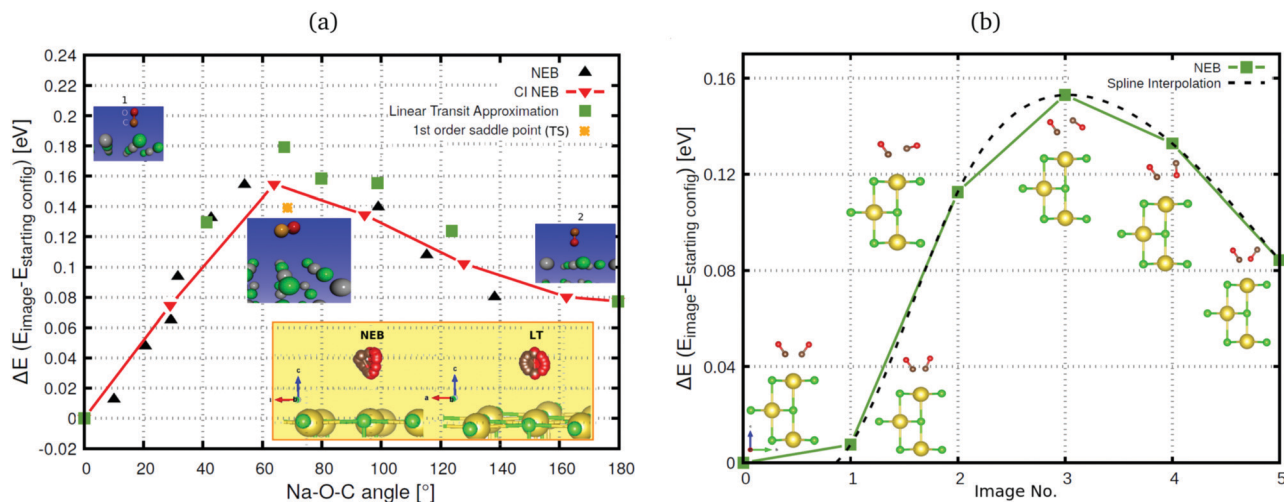 (a)
0.24
0.22
0.2
0.18
0.16
0.14
0.12
0.1
0.08
0.06
0.04
0.02
0
-0.02
ΔE (Eimage-Estarting config) [eV]
NEB
CI NEB
Linear Transit Approximation
1st order saddle point (TS)
1
2
NEB
LT
c
a
c
a
0 20 40 60 80 100 120 140 160 180
Na-O-C angle [°]
(b)
0.16
0.12
0.08
0.04
0
ΔE (Eimage-Estarting config) [eV]
NEB
Spline Interpolation
0 1 2 3 4 5
Image No.